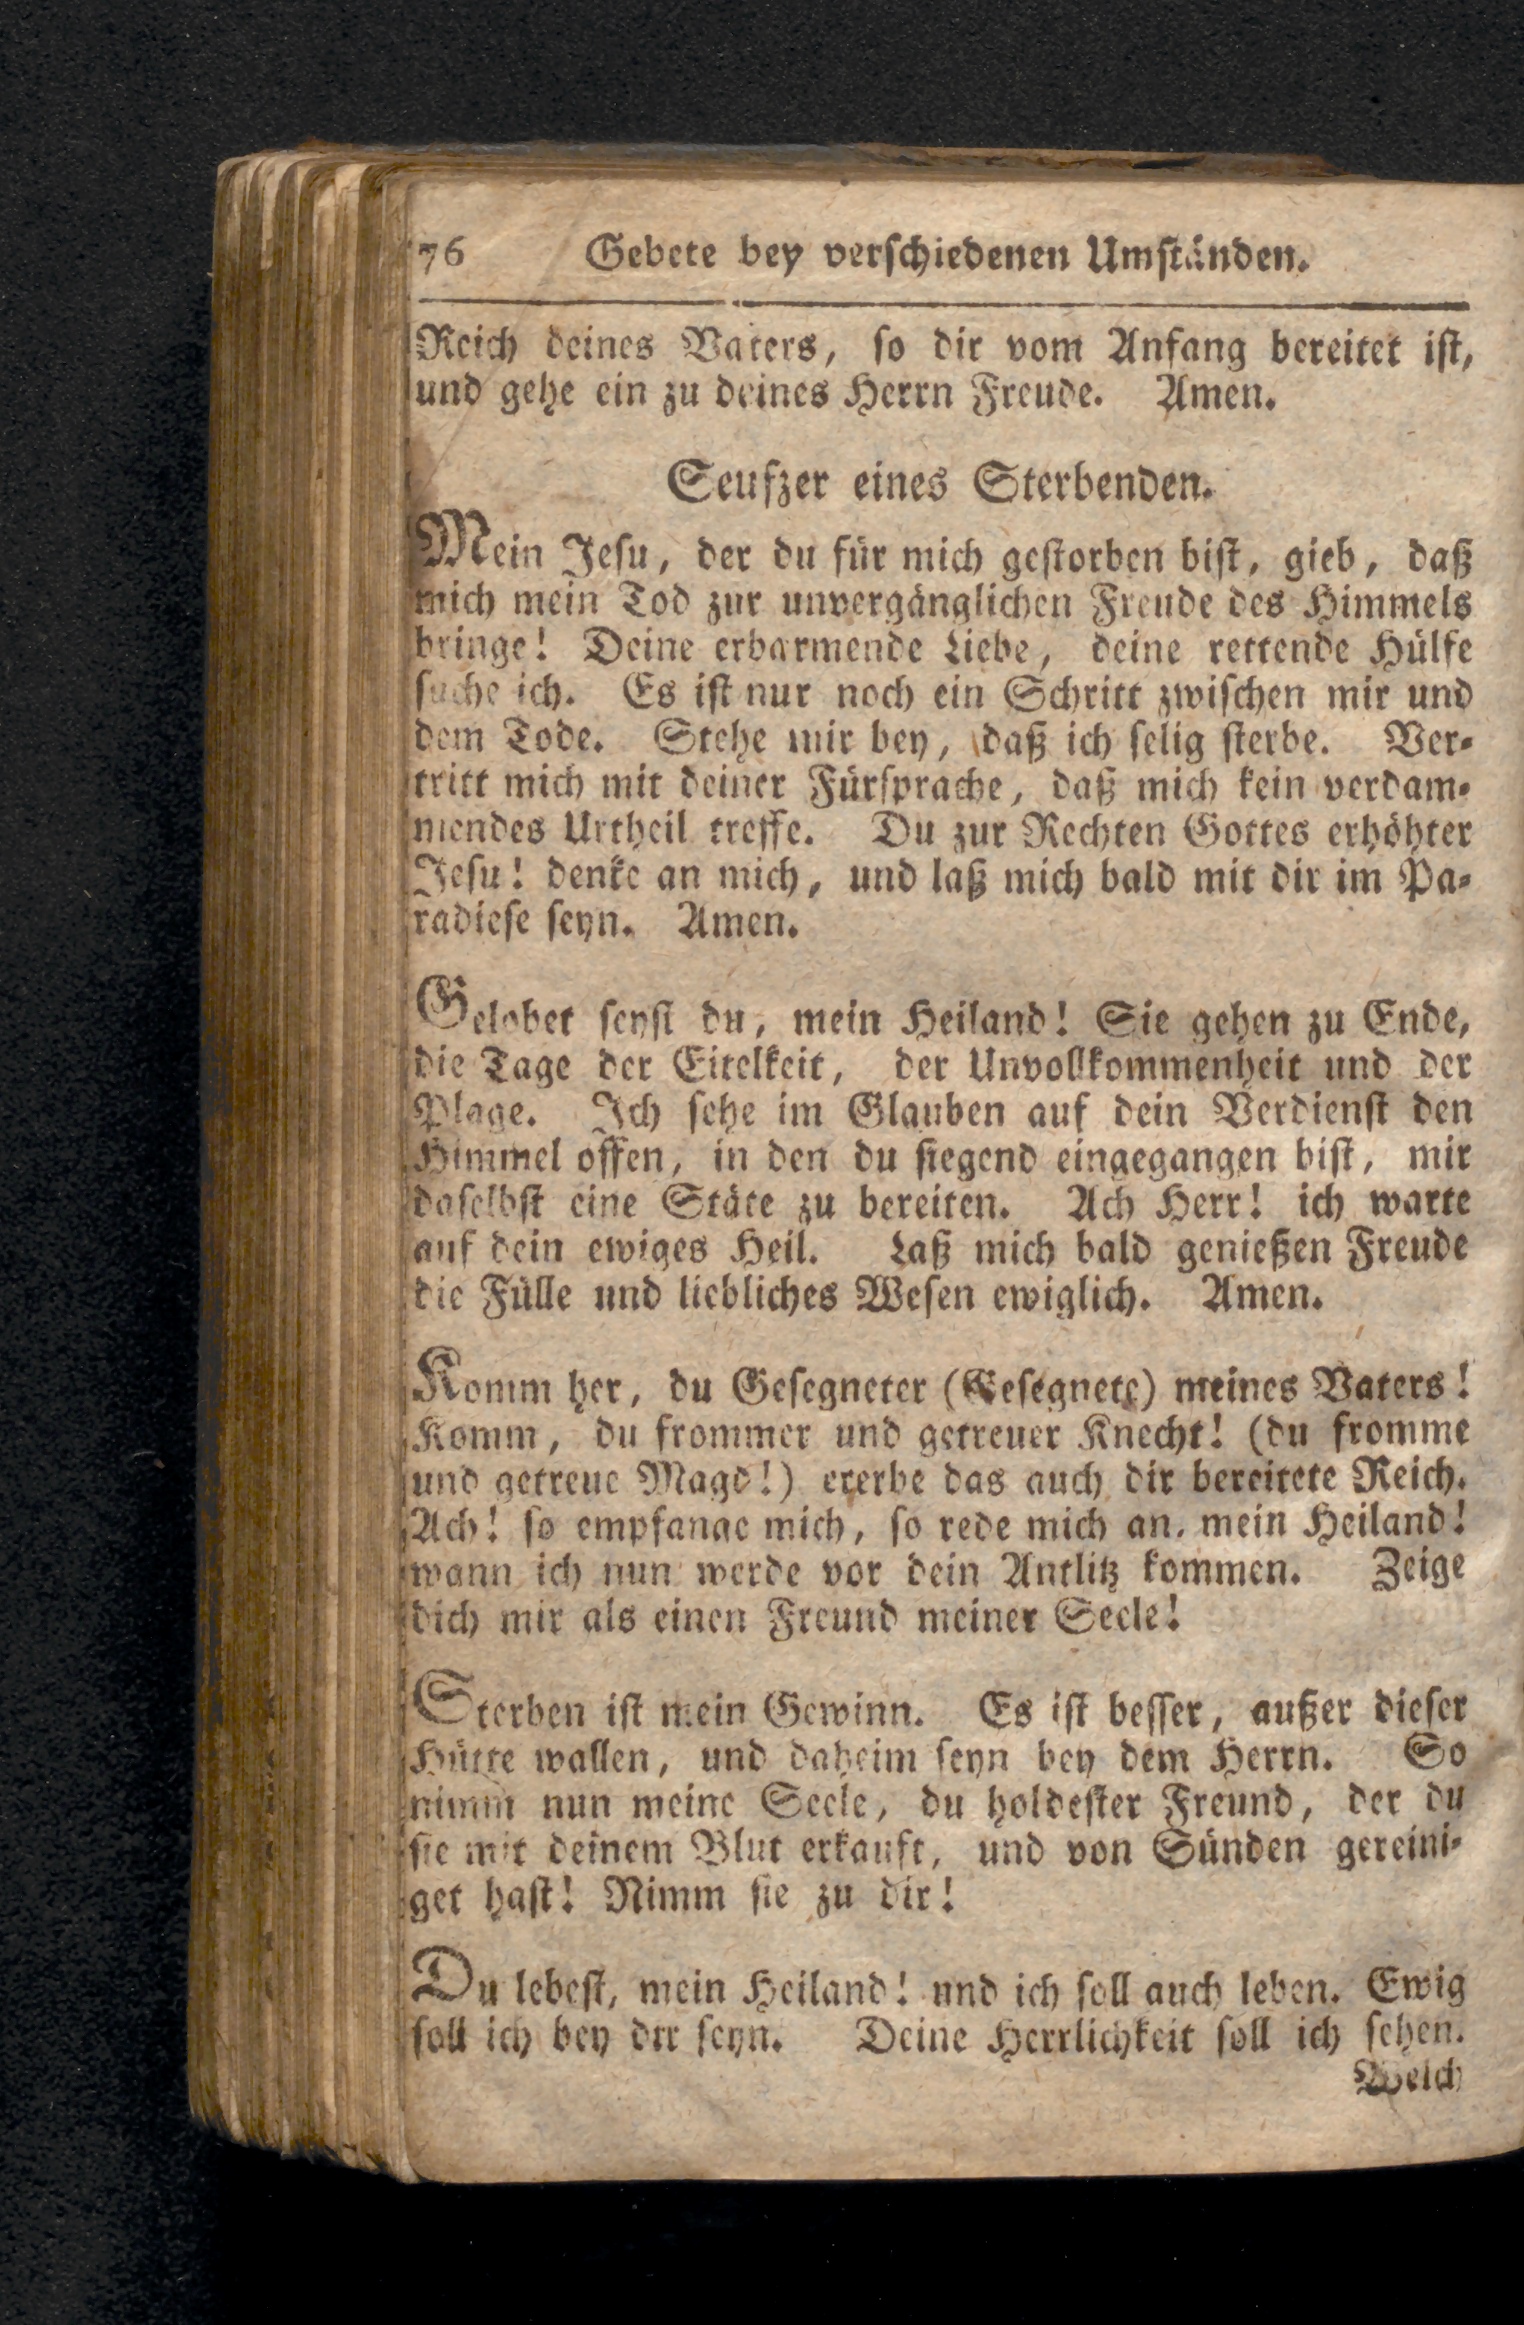 76 Gebete bey verschiedenen Umständen.
Reich deines Vaters, so dir vom Anfang bereitet ist,
und gehe ein zu deines Herrn Freude. Amen.
Seufzer eines Sterbenden.
Mein Jesu, der du für mich gestorben bist, gieb, daß
mich mein Tod zur unvergänglichen Freude des Himmels
bringe! Deine erbarmende Liebe, deine rettende Hülfe
suche ich. Es ist nur noch ein Schritt zwischen mir und
dem Tode. Stehe mir bey, daß ich selig sterbe. Ver-
tritt mich mit deiner Fürsprache, daß mich kein verdam-
mendes Urtheil treffe. Du zur Rechten Gottes erhöhter
Jesu! denke an mich, und laß mich bald mit dir im Pa-
radiese seyn. Amen.
Gelobet seyst du, mein Heiland! Sie gehen zu Ende,
die Tage der Eitelkeit, der Unvollkommenheit und der
Plage. Ich sehe im Glauben auf dein Verdienst den
Himmel offen, in den du siegend eingegangen bist, mir
daselbst eine Stäte zu bereiten. Ach Herr! ich warte
auf dein ewiges Heil. Laß mich bald genießen Freude
die Fülle und liebliches Wesen ewiglich. Amen.
Komm her, du Gesegneter (Gesegnete) meines Vaters!
Komm, du frommer und getreuer Knecht! (du fromme
und getreue Magd!) ererbe das auch dir bereitete Reich.
Ach! so empfange mich, so rede mich an, mein Heiland!
wann ich nun werde vor dein Antlitz kommen. Zeige
dich mir als einen Freund meiner Seele!
Sterben ist mein Gewinn. Es ist besser, außer dieser
Hütte wallen, und daheim seyn bey dem Herrn. So
nimm nun meine Seele, du holdester Freund, der du
sie mit deinem Blut erkauft, und von Sünden gereini-
get hast! Nimm sie zu dir!
Du lebest, mein Heiland! und ich soll auch leben. Ewig
soll ich bey dir seyn. Deine Herrlichkeit soll ich sehen.
Welch